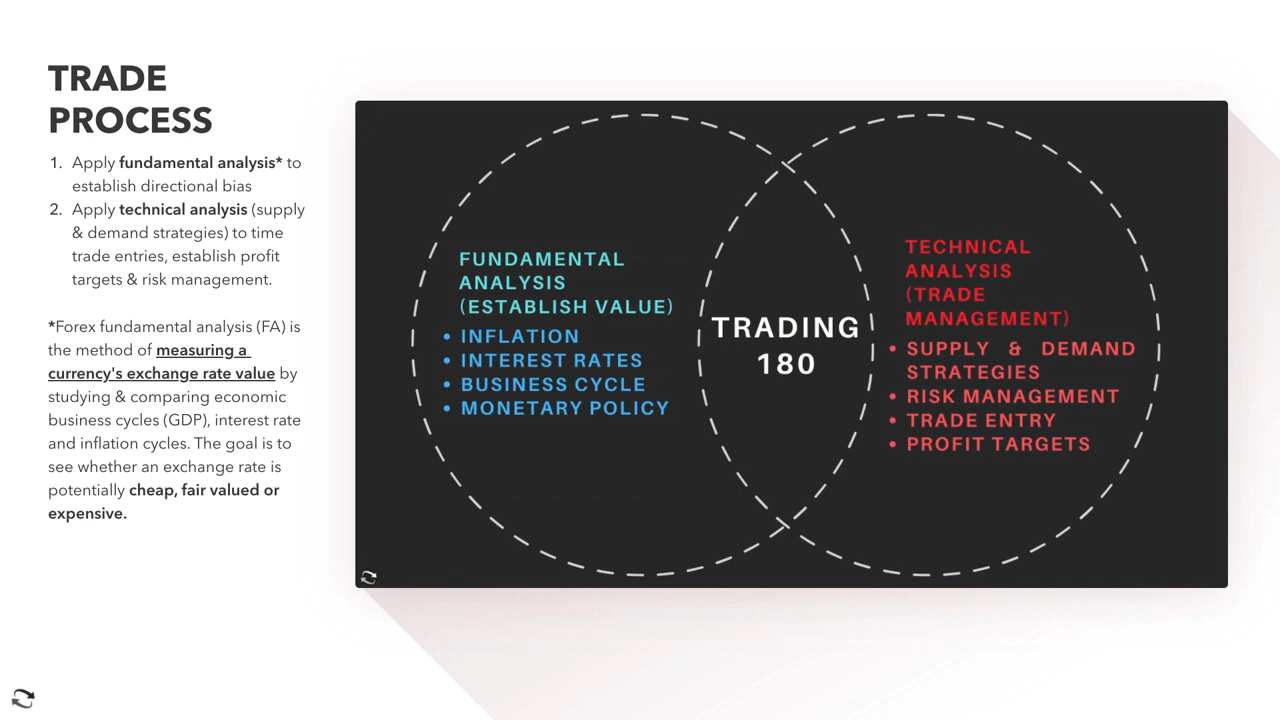 TRADE
PROCESS
1. Apply fundamental analysis* to
establish directional bias
2. Apply technical analysis (supply
& demand strategies) to time
trade entries, establish profit
targets & risk management.
*Forex fundamental analysis (FA) is
the method of measuring a
currency's exchange rate value by
studying & comparing economic
business cycles (GDP), interest rate
and inflation cycles. The goal is to
see whether an exchange rate is
potentially cheap, fair valued or
expensive.
FUNDAMENTAL
ANALYSIS
(ESTABLISH VALUE)
• INFLATION
• INTEREST RATES
• BUSINESS CYCLE
• MONETARY POLICY
TRADING
180
TECHNICAL
ANALYSIS
(TRADE
MANAGEMENT)
• SUPPLY & DEMAND
STRATEGIES
• RISK MANAGEMENT
• TRADE ENTRY
• PROFIT TARGETS